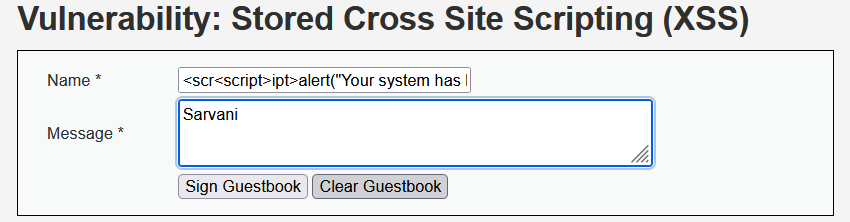 Vulnerability: Stored Cross Site Scripting (XSS)
Name * <scr<script>ipt>alert("Your system has
Message * Sarvani
Sign Guestbook Clear Guestbook